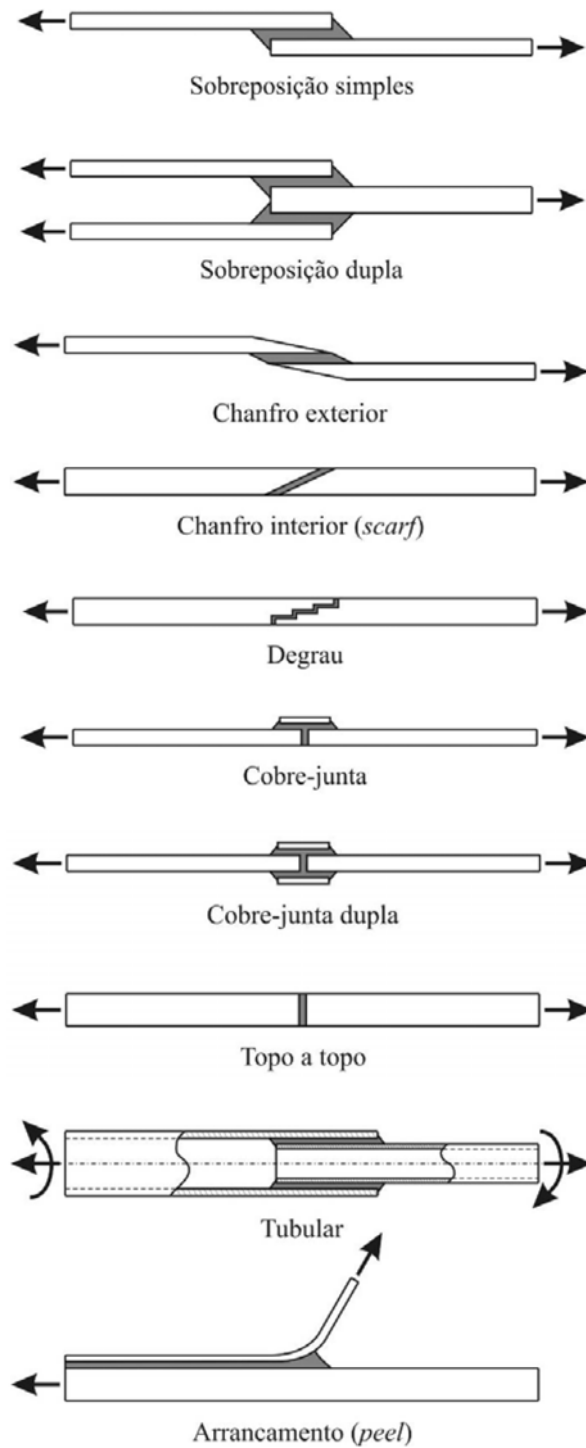 Sobreposição simples
Sobreposição dupla
Chanfro exterior
Chanfro interior (scarf)
Degrau
Cobre-junta
Cobre-junta dupla
Topo a topo
Tubular
Arrancamento (peel)